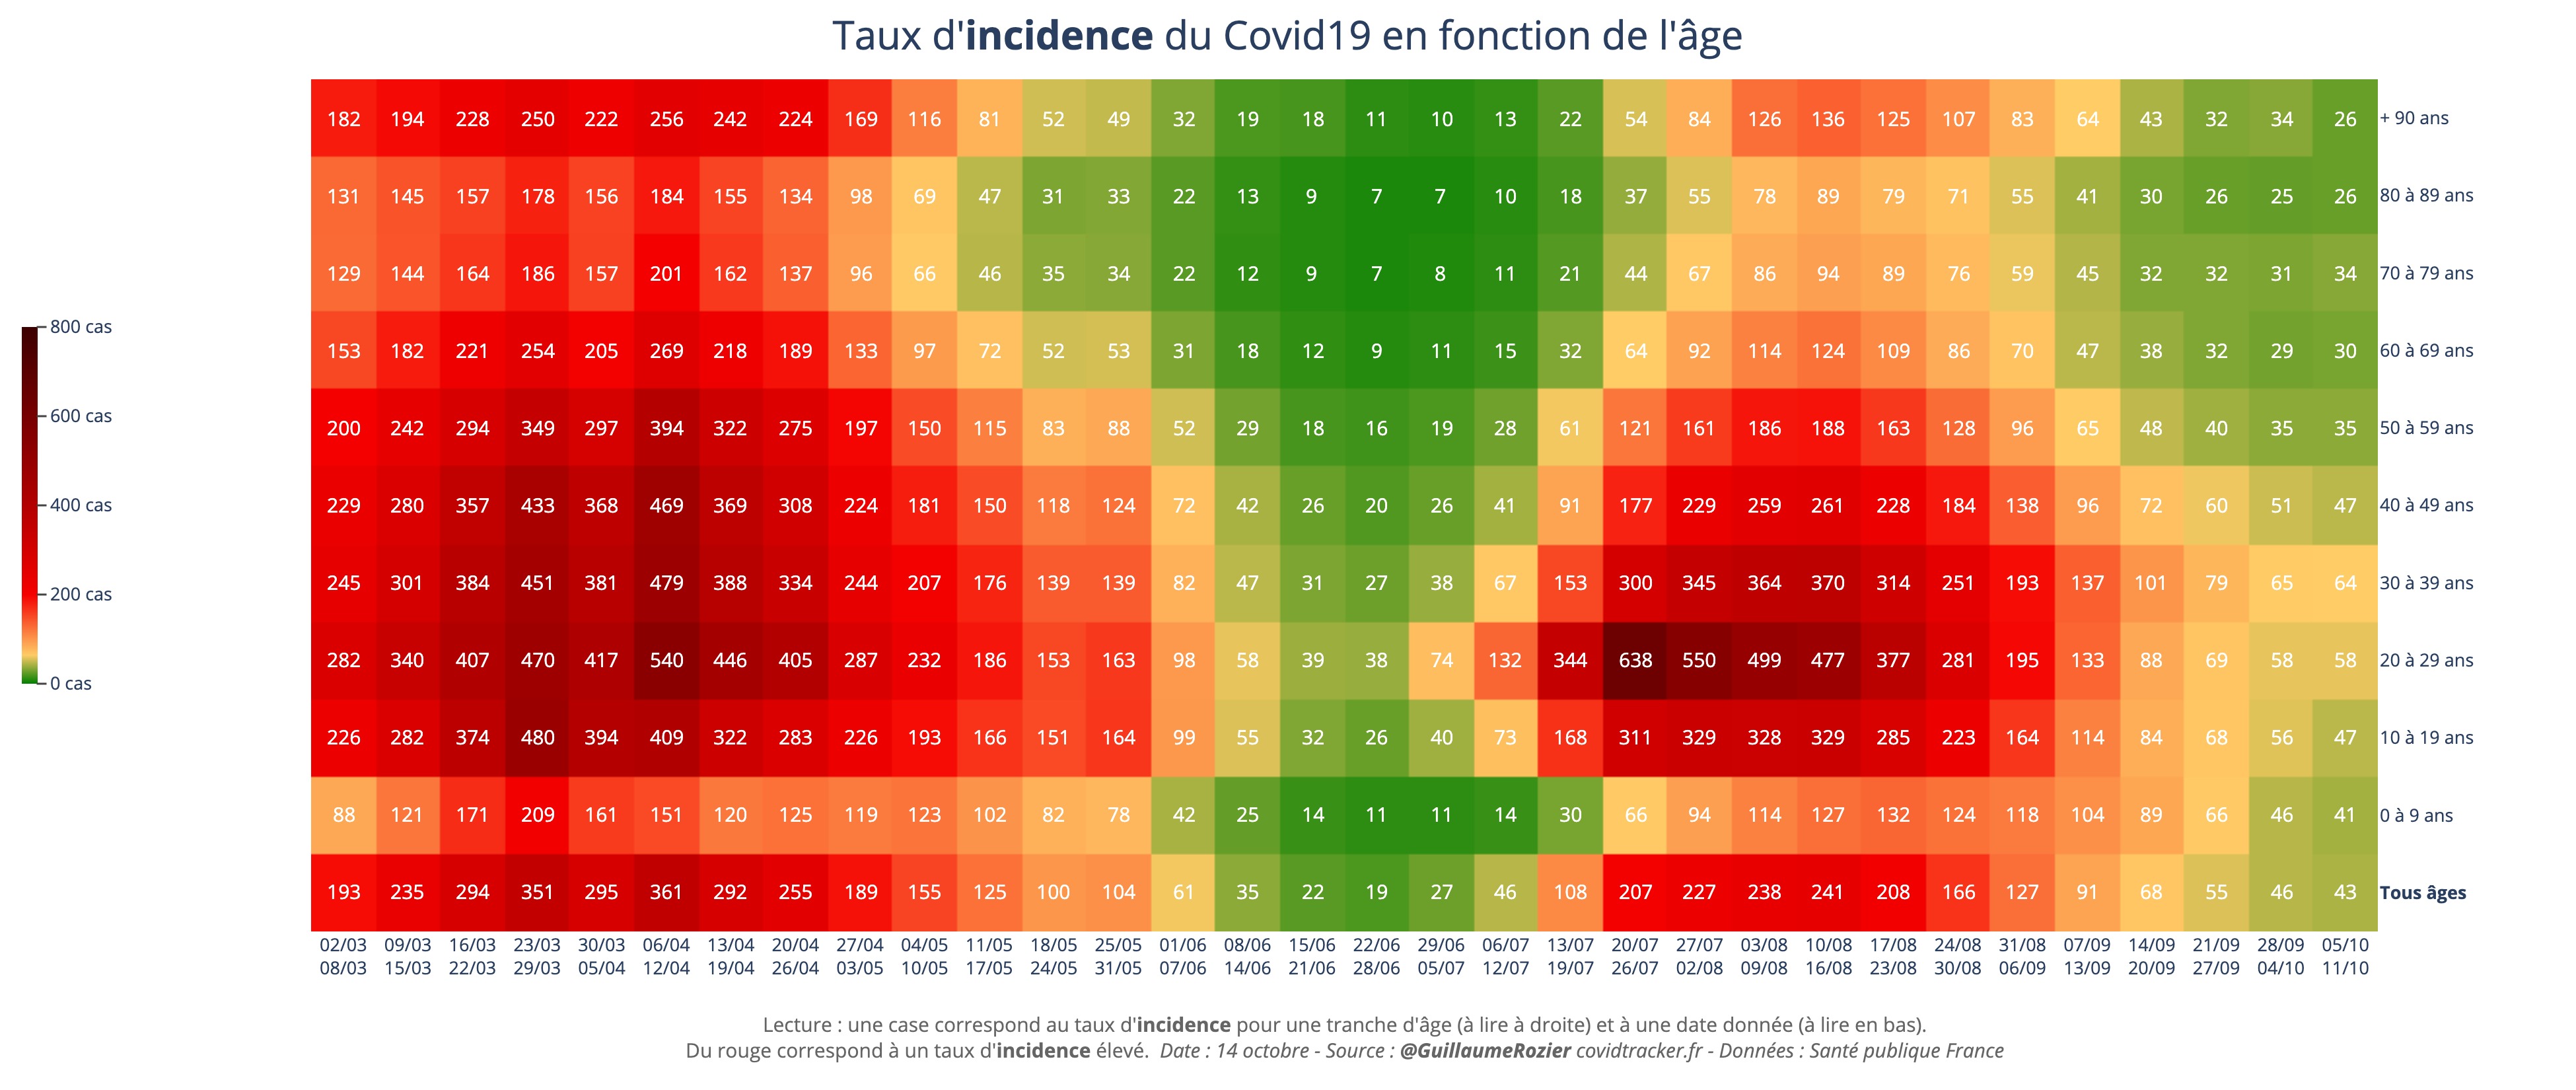 Taux d'incidence du Covid19 en fonction de l'âge
182 194 228 250 222 256 242 224 169 116 81 52 49 32 19 18 11 10 13 22 54 84 126 136 125 107 83 64 43 32 34 26 + 90 ans
131 145 157 178 156 184 155 134 98 69 47 31 33 22 13 9 7 7 10 18 37 55 78 89 79 71 55 41 30 26 25 26 80 à 89 ans
129 144 164 186 157 201 162 137 96 66 46 35 34 22 12 9 7 8 11 21 44 67 86 94 89 76 59 45 32 32 31 34 70 à 79 ans
800 cas
153 182 221 254 205 269 218 189 133 97 72 52 53 31 18 12 9 11 15 32 64 92 114 124 109 86 70 47 38 32 29 30 60 à 69 ans
600 cas
200 242 294 349 297 394 322 275 197 150 115 83 88 52 29 18 16 19 28 61 121 161 186 188 163 128 96 65 48 40 35 35 50 à 59 ans
400 cas
229 280 357 433 368 469 369 308 224 181 150 118 124 72 42 26 20 26 41 91 177 229 259 261 228 184 138 96 72 60 51 47 40 à 49 ans
245 301 384 451 381 479 388 334 244 207 176 139 139 82 47 31 27 38 67 153 300 345 364 370 314 251 193 137 101 79 65 64 30 à 39 ans
200 cas
282 340 407 470 417 540 446 405 287 232 186 153 163 98 58 39 38 74 132 344 638 550 499 477 377 281 195 133 88 69 58 58 20 à 29 ans
0 cas
226 282 374 480 394 409 322 283 226 193 166 151 164 99 55 32 26 40 73 168 311 329 328 329 285 223 164 114 84 68 56 47 10 à 19 ans
88 121 171 209 161 151 120 125 119 123 102 82 78 42 25 14 11 11 14 30 66 94 114 127 132 124 118 104 89 66 46 41 0 à 9 ans
193 235 294 351 295 361 292 255 189 155 125 100 104 61 35 22 19 27 46 108 207 227 238 241 208 166 127 91 68 55 46 43 Tous âges
02/03 09/03 16/03 23/03 30/03 06/04 13/04 20/04 27/04 04/05 11/05 18/05 25/05 01/06 08/06 15/06 22/06 29/06 06/07 13/07 20/07 27/07 03/08 10/08 17/08 24/08 31/08 07/09 14/09 21/09 28/09 05/10
08/03 15/03 22/03 29/03 05/04 12/04 19/04 26/04 03/05 10/05 17/05 24/05 31/05 07/06 14/06 21/06 28/06 05/07 12/07 19/07 26/07 02/08 09/08 16/08 23/08 30/08 06/09 13/09 20/09 27/09 04/10 11/10
Lecture : une case correspond au taux d'incidence pour une tranche d'âge (à lire à droite) et à une date donnée (à lire en bas).
Du rouge correspond à un taux d'incidence élevé. Date : 14 octobre - Source : @GuillaumeRozier covidtracker.fr - Données : Santé publique France